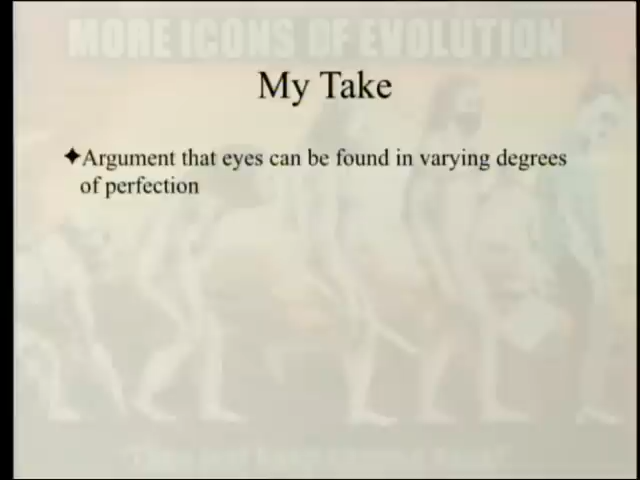 MORE ICONS OF EVOLUTION
My Take
✦Argument that eyes can be found in varying degrees
of perfection